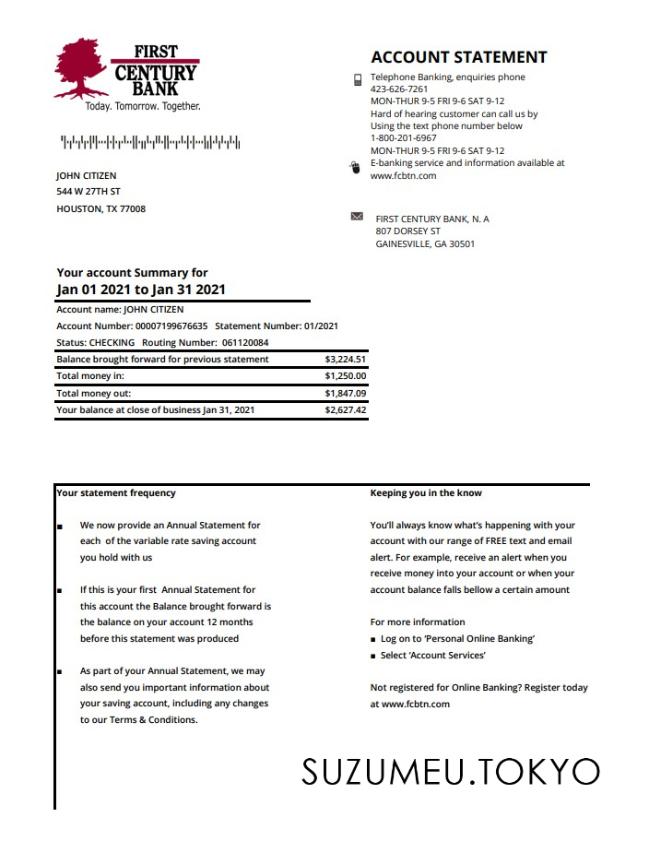 FIRST
CENTURY
BANK
Today. Tomorrow. Together.
ACCOUNT STATEMENT
Telephone Banking, enquiries phone
423-626-7261
MON-THUR 9-5 FRI 9-6 SAT 9-12
Hard of hearing customer can call us by
Using the text phone number below
1-800-201-6967
MON-THUR 9-5 FRI 9-6 SAT 9-12
E-banking service and information available at
www.fcbtn.com
JOHN CITIZEN
544 W 27TH ST
HOUSTON, TX 77008
FIRST CENTURY BANK, N. A
807 DORSEY ST
GAINESVILLE, GA 30501
Your account Summary for
Jan 01 2021 to Jan 31 2021
Account name: JOHN CITIZEN
Account Number: 00007199676635 Statement Number: 01/2021
Status: CHECKING Routing Number: 061120084
Balance brought forward for previous statement $3,224.51
Total money in: $1,250.00
Total money out: $1,847.09
Your balance at close of business Jan 31, 2021 $2,627.42
Your statement frequency
■ We now provide an Annual Statement for
each of the variable rate saving account
you hold with us
■ If this is your first Annual Statement for
this account the Balance brought forward is
the balance on your account 12 months
before this statement was produced
■ As part of your Annual Statement, we may
also send you important information about
your saving account, including any changes
to our Terms & Conditions.
Keeping you in the know
You’ll always know what’s happening with your
account with our range of FREE text and email
alert. For example, receive an alert when you
receive money into your account or when your
account balance falls bellow a certain amount
For more information
■ Log on to ‘Personal Online Banking’
■ Select ‘Account Services’
Not registered for Online Banking? Register today
at www.fcbtn.com
SUZUMEU.TOKYO